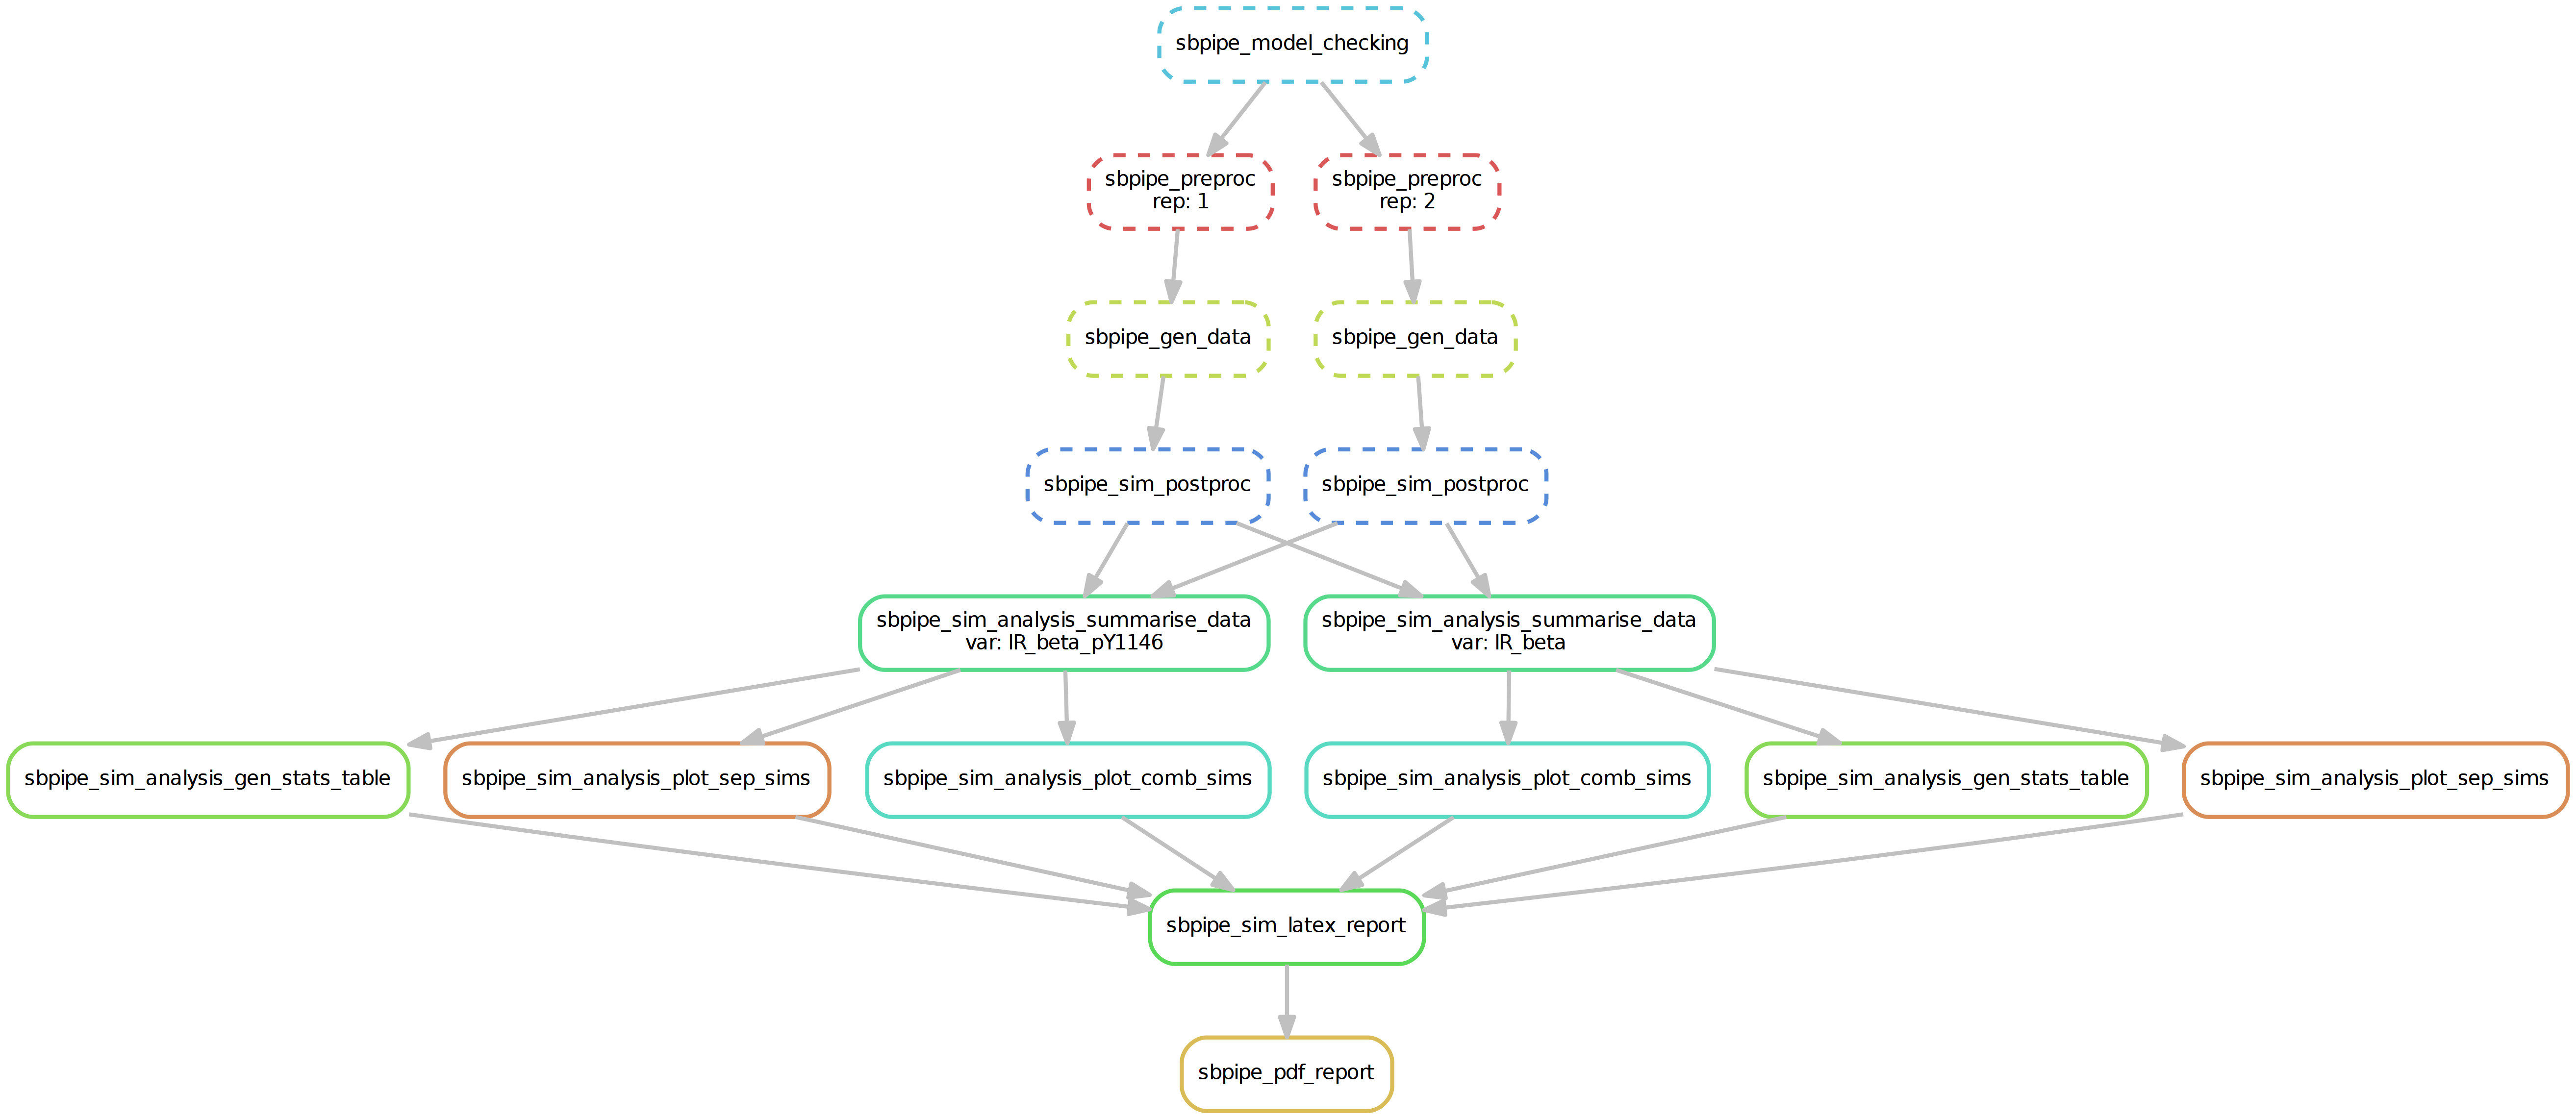 sbpipe_model_checking
sbpipe_preproc
rep: 1
sbpipe_preproc
rep: 2
sbpipe_gen_data
sbpipe_gen_data
sbpipe_sim_postproc
sbpipe_sim_postproc
sbpipe_sim_analysis_summarise_data
var: IR_beta_pY1146
sbpipe_sim_analysis_summarise_data
var: IR_beta
sbpipe_sim_analysis_gen_stats_table
sbpipe_sim_analysis_plot_sep_sims
sbpipe_sim_analysis_plot_comb_sims
sbpipe_sim_analysis_plot_comb_sims
sbpipe_sim_analysis_gen_stats_table
sbpipe_sim_analysis_plot_sep_sims
sbpipe_sim_latex_report
sbpipe_pdf_report